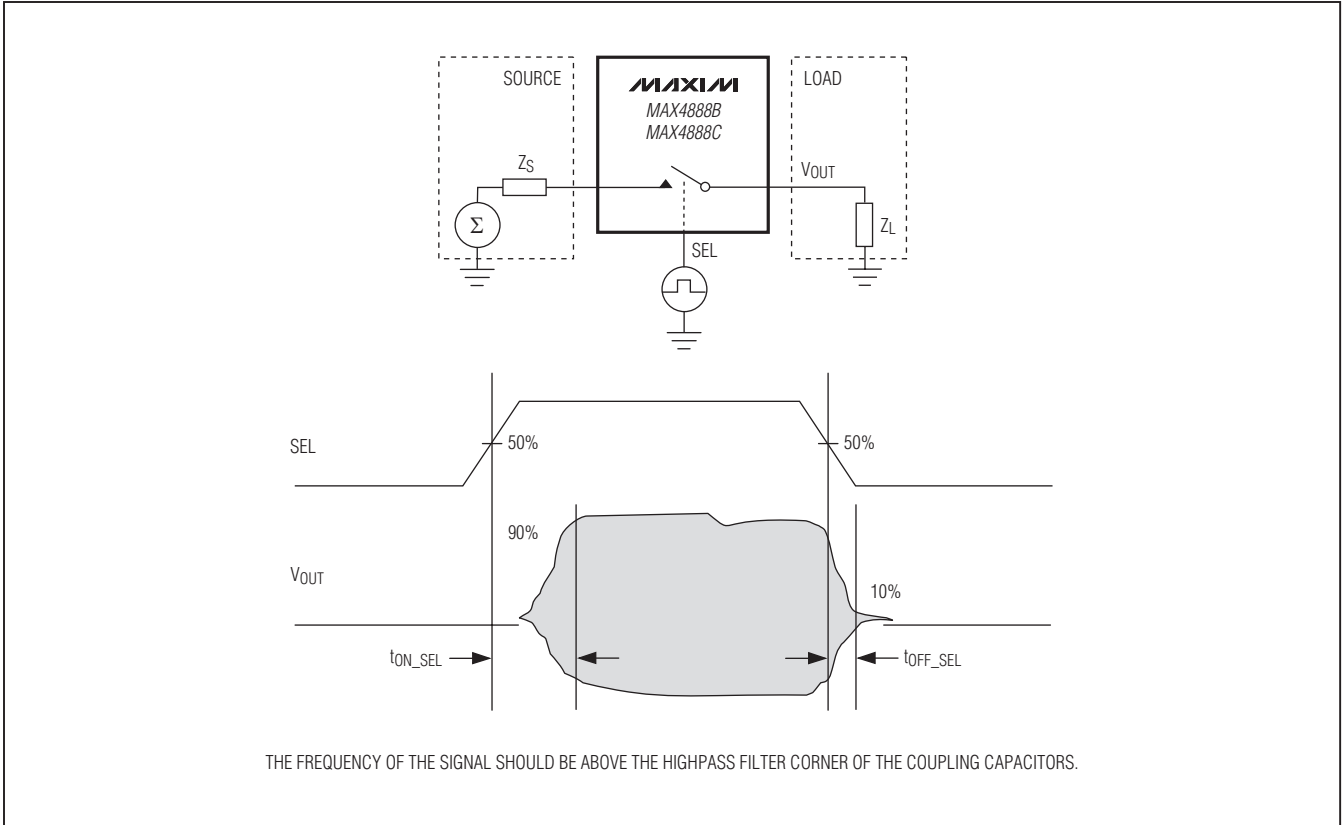 SOURCE
MAXIM
LOAD
MAX4888B
MAX4888C
ZS
VOUT
Σ
ZL
SEL
SEL
50%
50%
90%
VOUT
10%
tON_SEL
tOFF_SEL
THE FREQUENCY OF THE SIGNAL SHOULD BE ABOVE THE HIGHPASS FILTER CORNER OF THE COUPLING CAPACITORS.